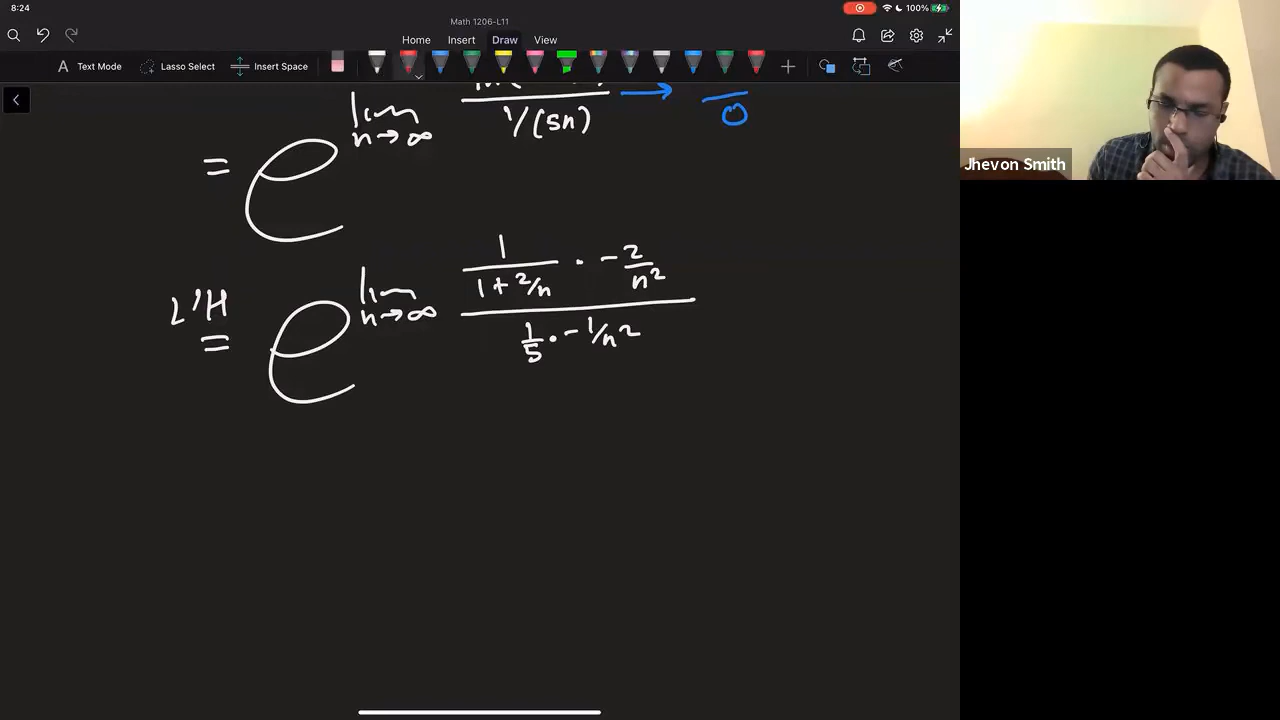 8:24
100%
Math 1206-L11
Home Insert Draw View
Text Mode Lasso Select Insert Space
= e^{lim n→∞ 1/(5n)} → 0
L'H = e^{lim n→∞ (1/(1+2/n) · -2/n²)/(1/5 · -1/n²)}
Jhevon Smith